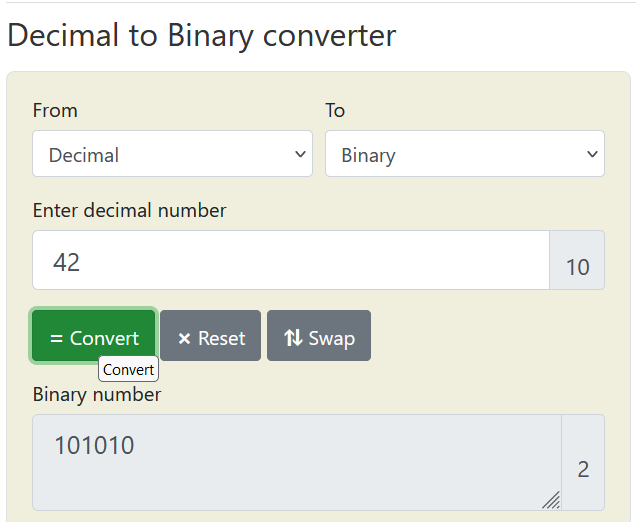 Decimal to Binary converter
From To
Decimal Binary
Enter decimal number
42 10
= Convert × Reset Swap
Convert
Binary number
101010 2